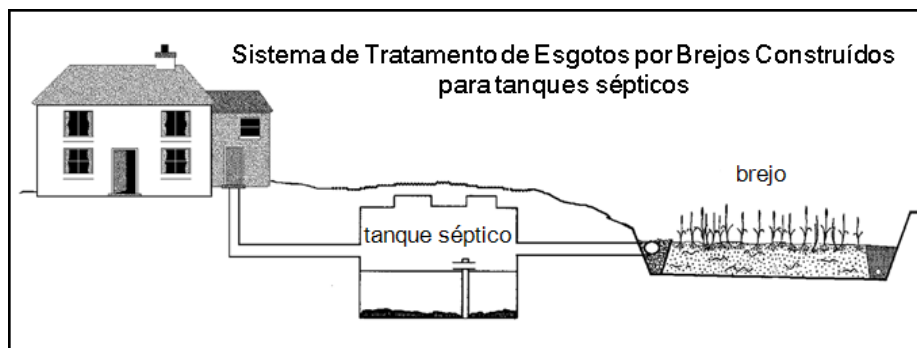 Sistema de Tratamento de Esgotos por Brejos Construídos
para tanques sépticos
brejo
tanque séptico